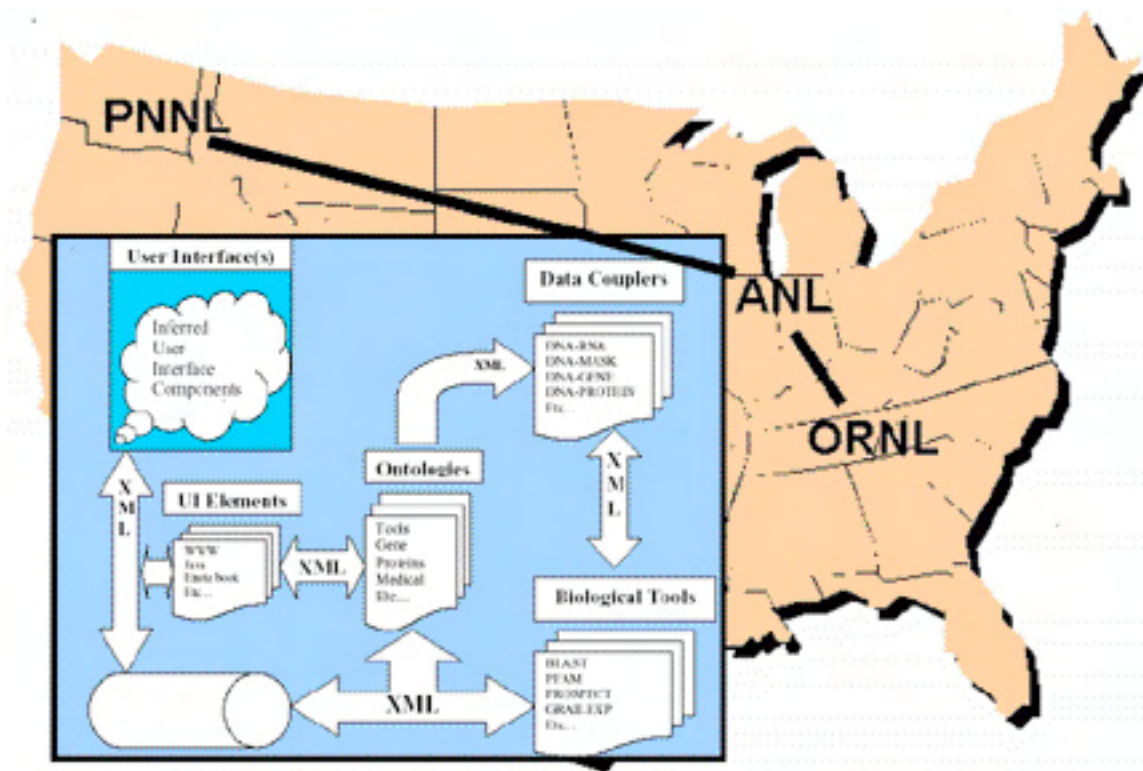 PNNL
ANL
ORNL
User Interface(s)
Inferred
User
Interface
Components
Data Couplers
DNA-RNA
DNA-MASK
DNA-GENE
DNA-PROTEIN
Etc...
XML
Ontologies
Tools
Gene
Proteins
Medical
Etc...
XML
UI Elements
WWW
Java
Etc...
XML
XML
Biological Tools
BLAST
PFAM
PROSPECT
GRAIL EXP
Etc...
XML